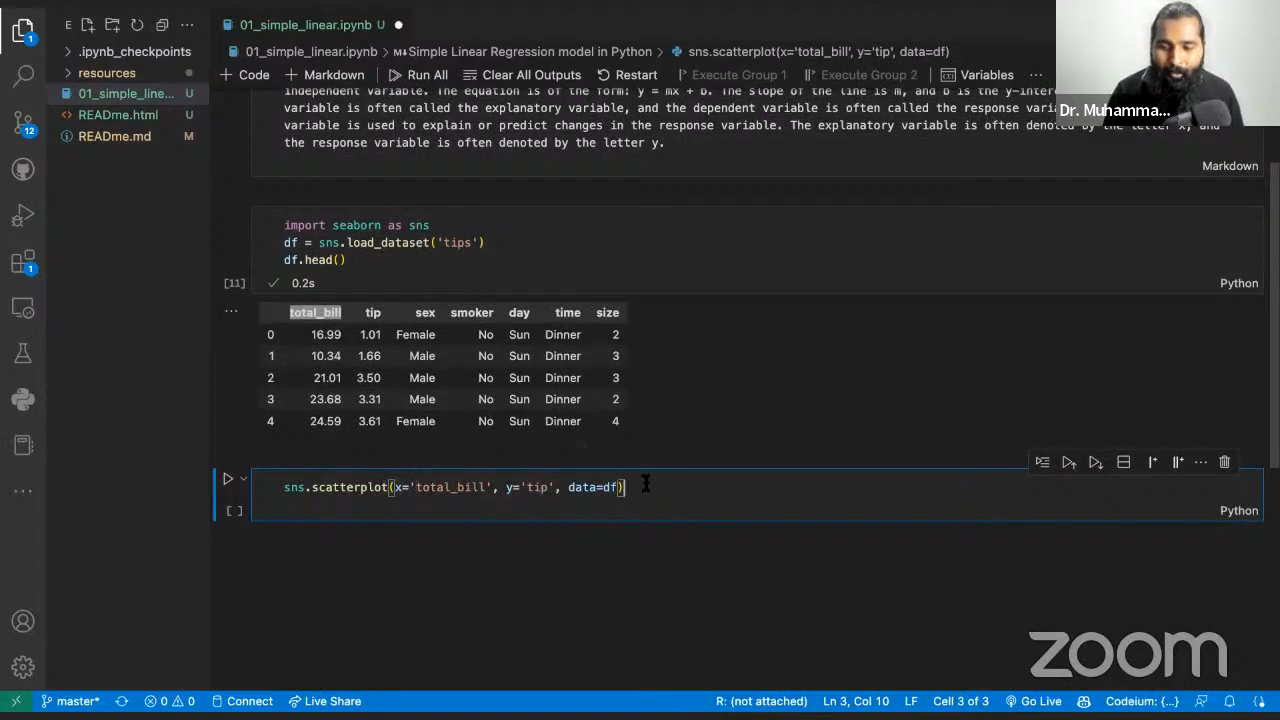 01_simple_linear.ipynb
.ipynb_checkpoints
resources
01_simple_line... U
READme.html U
READme.md M
01_simple_linear.ipynb > Simple Linear Regression model in Python > sns.scatterplot(x='total_bill', y='tip', data=df)
+ Code + Markdown Run All Clear All Outputs Restart Execute Group 1 Execute Group 2 Variables ...
independent variable. The equation is of the form: y = mx + b. The slope of the line is m, and b is the y-inter
variable is often called the explanatory variable, and the dependent variable is often called the response vari
variable is used to explain or predict changes in the response variable. The explanatory variable is often denoted by the letter x, and
the response variable is often denoted by the letter y.
Markdown
Dr. Muhamma...
import seaborn as sns
df = sns.load_dataset('tips')
df.head()
[11] 0.2s Python
total_bill tip sex smoker day time size
0 16.99 1.01 Female No Sun Dinner 2
1 10.34 1.66 Male No Sun Dinner 3
2 21.01 3.50 Male No Sun Dinner 3
3 23.68 3.31 Male No Sun Dinner 2
4 24.59 3.61 Female No Sun Dinner 4
sns.scatterplot(x='total_bill', y='tip', data=df)
[ ] Python
1
12
1
zoom
master* 0 0 Connect Live Share R: (not attached) Ln 3, Col 10 LF Cell 3 of 3 Go Live Codeium: {...}